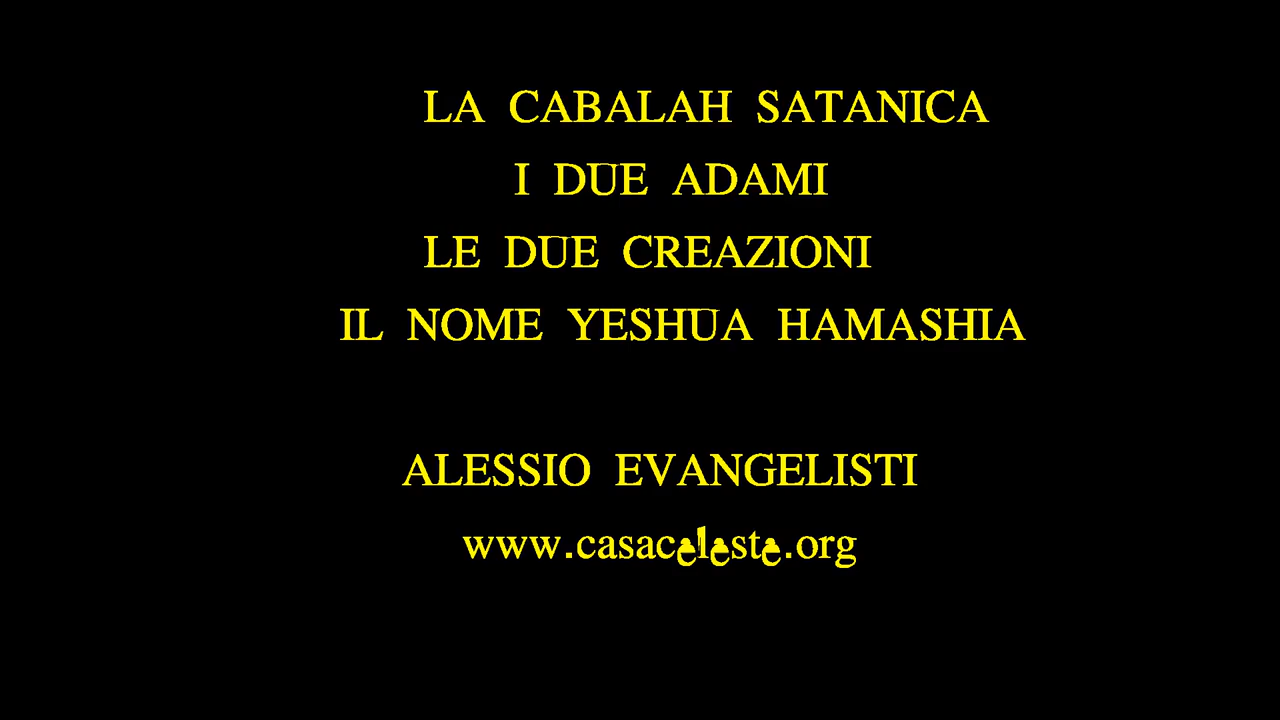 LA CABALAH SATANICA
I DUE ADAMI
LE DUE CREAZIONI
IL NOME YESHUA HAMASHIA
ALESSIO EVANGELISTI
www.casaceleste.org